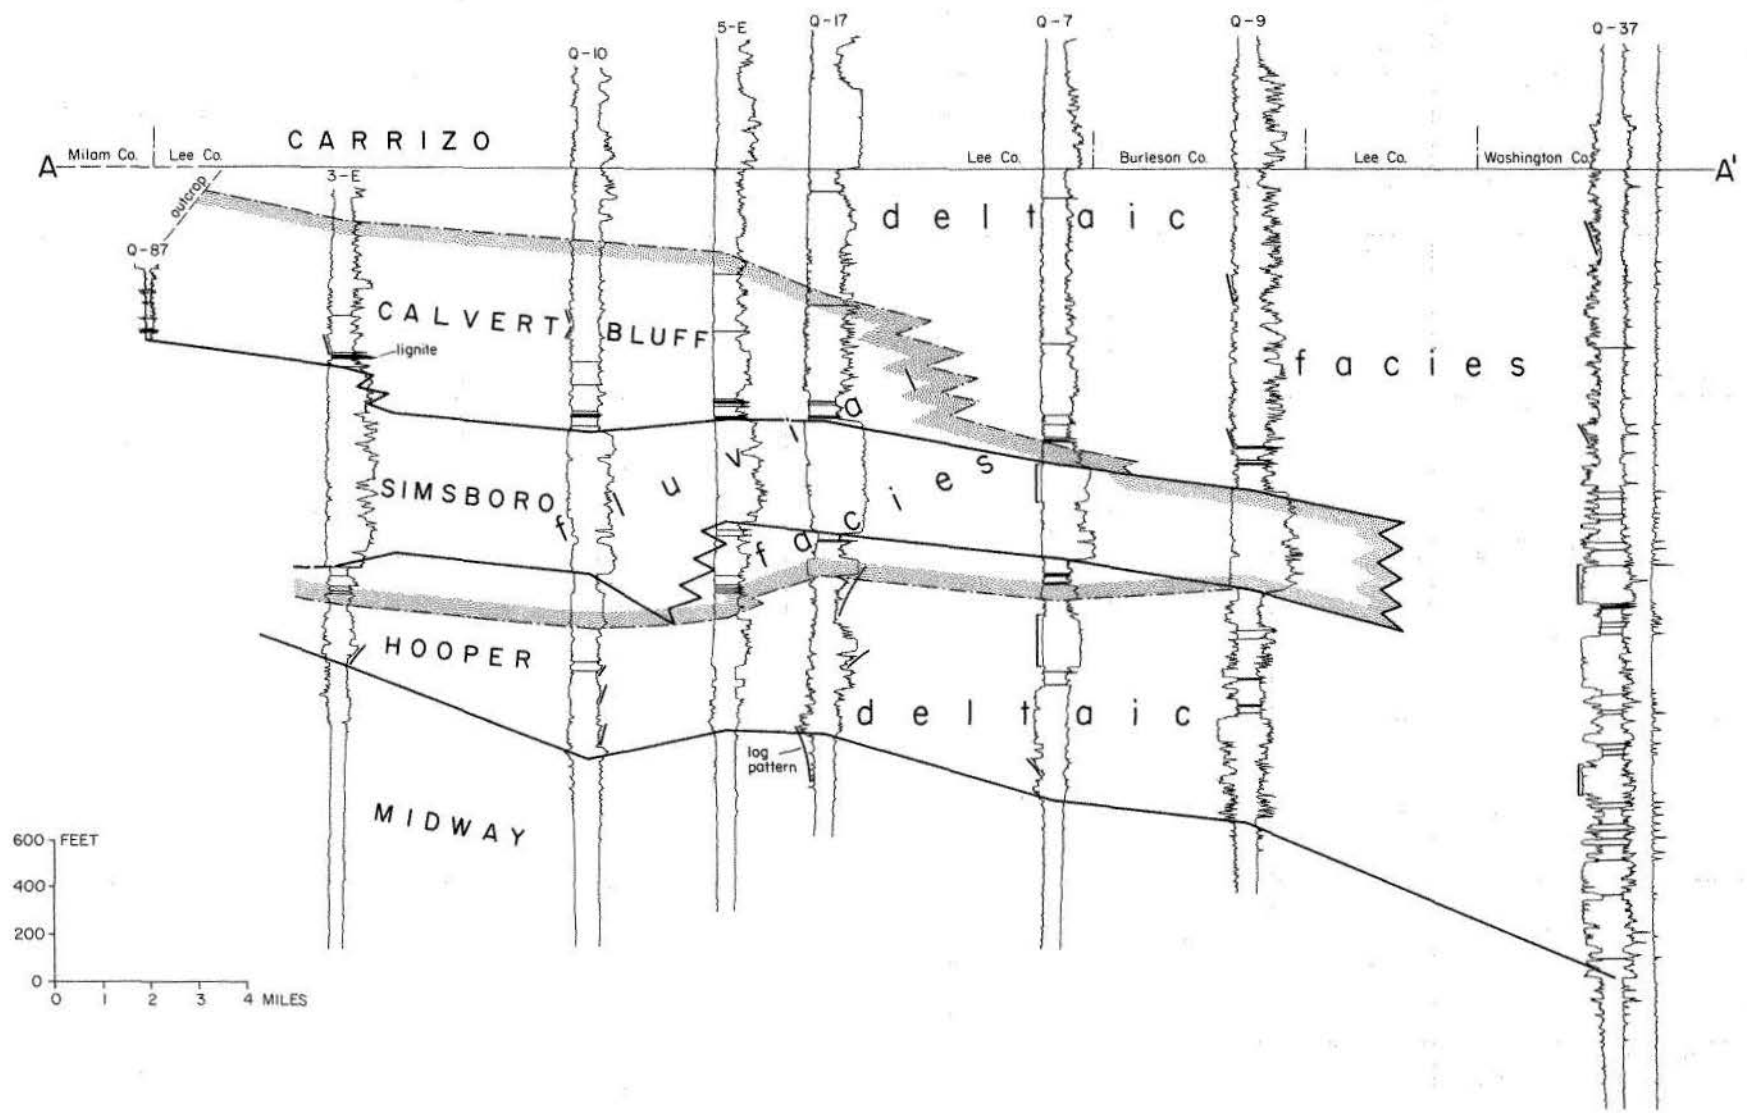 Q-10
5-E
Q-17
Q-7
Q-9
Q-37
CARRIZO
A
Milam Co.
Lee Co.
Lee Co.
Burleson Co.
Lee Co.
Washington Co.
A'
outcrop
3-E
Q-87
deltaic
CALVERT BLUFF
lignite
facies
SIMSBORO
fluvial
facies
HOOPER
deltaic
log
pattern
MIDWAY
600 FEET
400
200
0
0 1 2 3 4 MILES